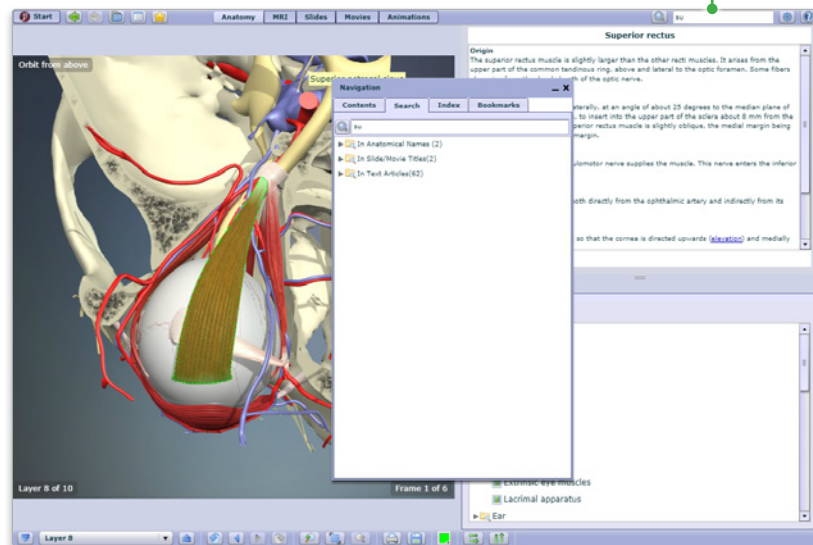 Start
Anatomy MRI Slides Movies Animations
su
Orbit from above
Superior petrosal sinus
Superior rectus
Origin
The superior rectus muscle is slightly larger than the other recti muscles. It arises from the
upper part of the common tendinous ring, above and lateral to the optic foramen. Some fibers
of the optic nerve.
Navigation
Contents Search Index Bookmarks
su
In Anatomical Names (2)
In Slide/Movie Titles(2)
In Text Articles(62)
aterally, at an angle of about 25 degrees to the median plane of
, to insert into the upper part of the sclera about 8 mm from the
perior rectus muscle is slightly oblique, the medial margin being
margin.
ulomotor nerve supplies the muscle. This nerve enters the inferior
oth directly from the ophthalmic artery and indirectly from its
so that the cornea is directed upwards (elevation) and medially
Extrinsic eye muscles
Lacrimal apparatus
Ear
Layer 8 of 10
Frame 1 of 6
Layer 8